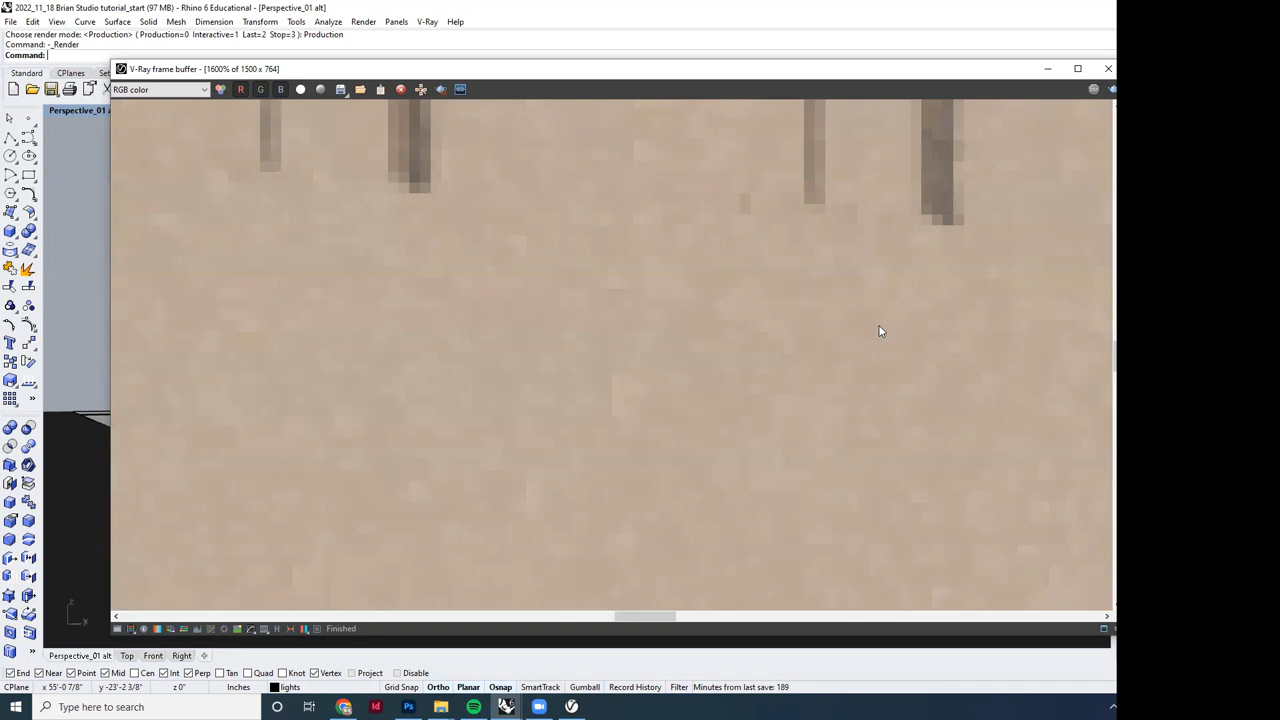 2022_11_18 Brian Studio tutorial_start (97 MB) - Rhino 6 Educational - [Perspective_01 alt]
File Edit View Curve Surface Solid Mesh Dimension Transform Tools Analyze Render Panels V-Ray Help
Choose render mode: <Production> ( Production=0 Interactive=1 Last=2 Stop=3 ): Production
Command: -_Render
Command:
V-Ray frame buffer - [1600% of 1500 x 764]
Standard CPlanes Set
RGB color R G B
Perspective_01 a
z
y
H Finished
Perspective_01 alt Top Front Right
End Near Point Mid Cen Int Perp Tan Quad Knot Vertex Project Disable
CPlane x 55'-0 7/8" y -23'-2 3/8" z 0" Inches lights Grid Snap Ortho Planar Osnap SmartTrack Gumball Record History Filter Minutes from last save: 189
Type here to search Id Ps